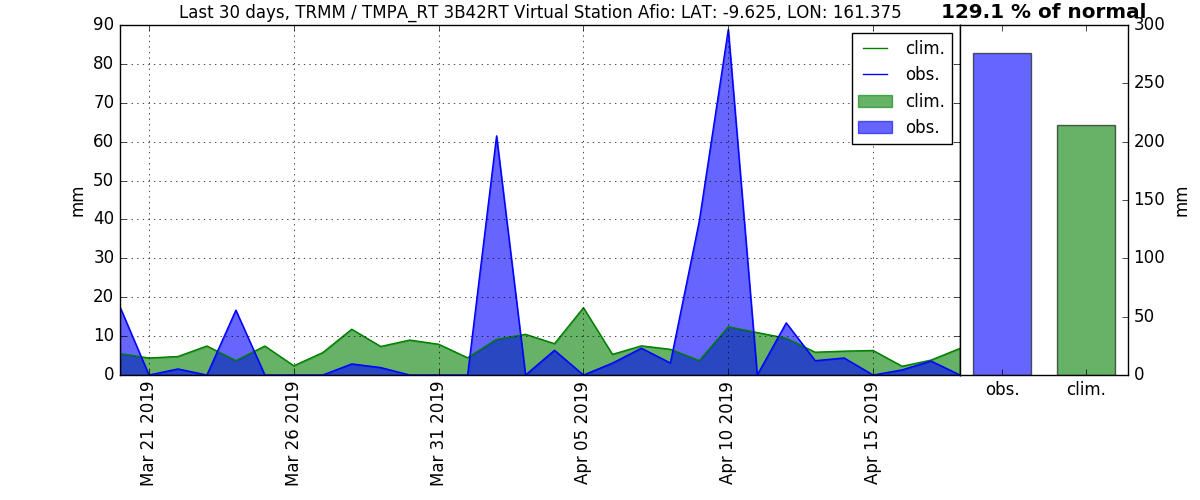 Last 30 days, TRMM / TMPA_RT 3B42RT Virtual Station Afio: LAT: -9.625, LON: 161.375
129.1 % of normal
90
80
70
60
50
40
30
20
10
0
mm
clim.
obs.
clim.
obs.
Mar 21 2019
Mar 26 2019
Mar 31 2019
Apr 05 2019
Apr 10 2019
Apr 15 2019
300
250
200
150
100
50
0
mm
obs.
clim.